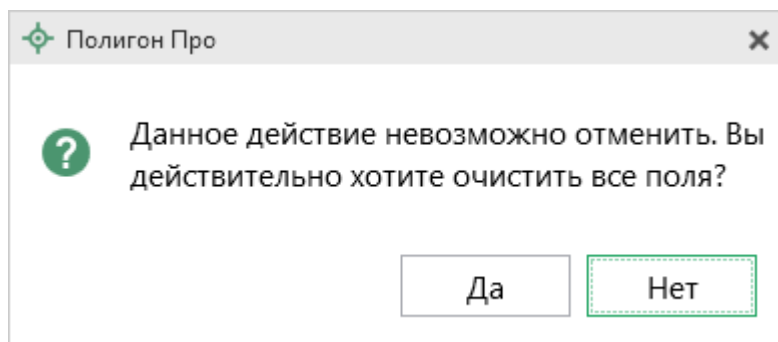 Полигон Про
Данное действие невозможно отменить. Вы
действительно хотите очистить все поля?
Да
Нет